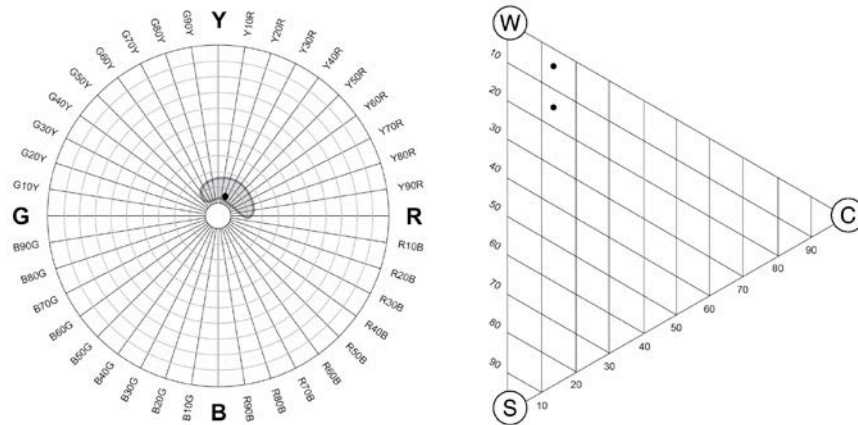 Y
Y10R
Y20R
Y30R
Y40R
Y50R
Y60R
Y70R
Y80R
Y90R
R
R10B
R20B
R30B
R40B
R50B
R60B
R70B
R80B
R90B
B
B10G
B20G
B30G
B40G
B50G
B60G
B70G
B80G
B90G
G
G10Y
G20Y
G30Y
G40Y
G50Y
G60Y
G70Y
G80Y
G90Y
W
10
20
30
40
50
60
70
80
90
S
10
20
30
40
50
60
70
80
90
C